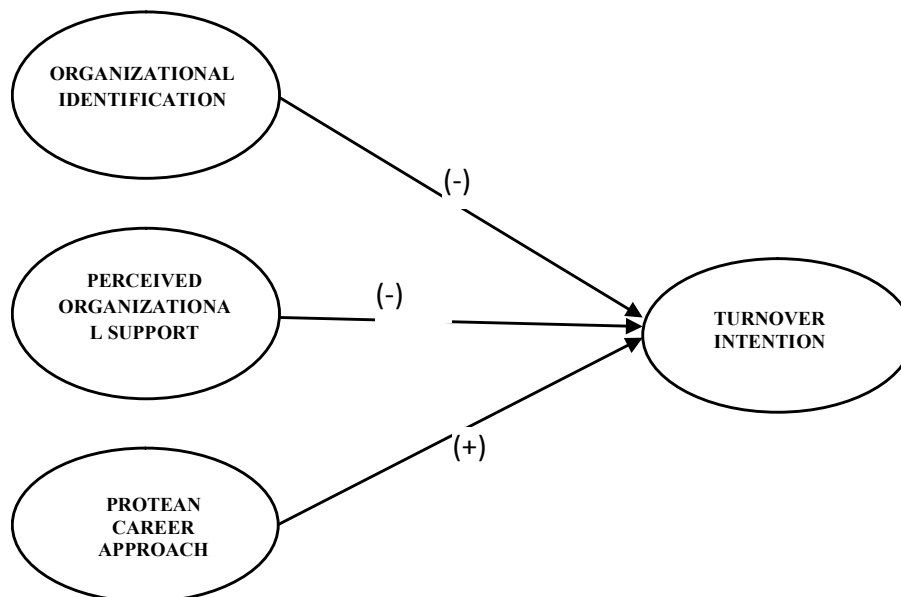 ORGANIZATIONAL
IDENTIFICATION
(-)
PERCEIVED
ORGANIZATIONA
L SUPPORT
(-)
TURNOVER
INTENTION
(+)
PROTEAN
CAREER
APPROACH